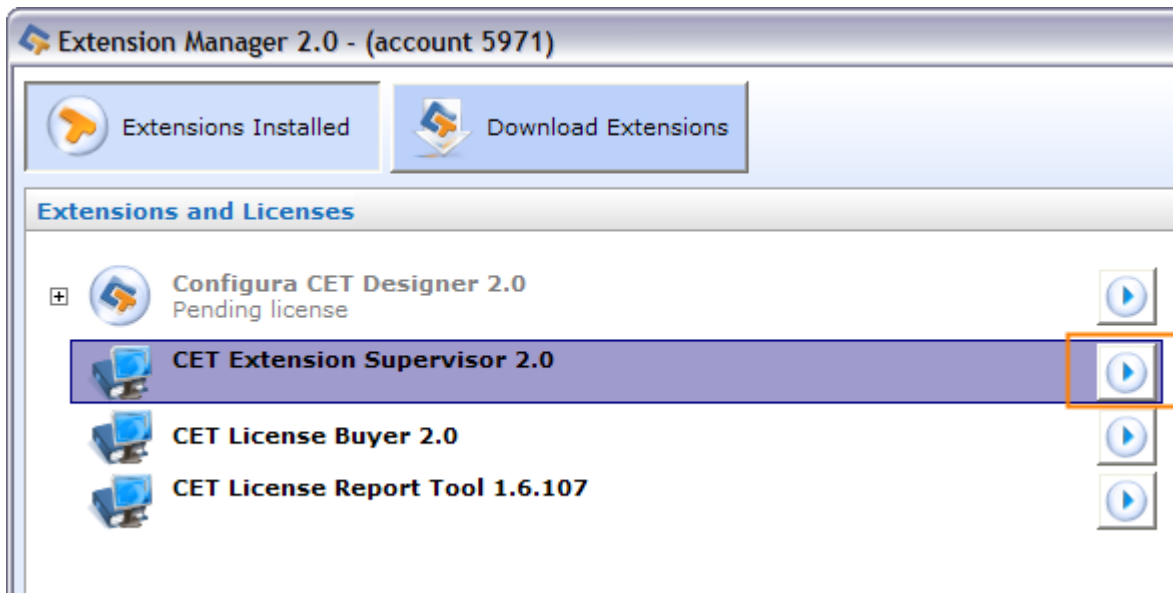 Extension Manager 2.0 - (account 5971)
Extensions Installed
Download Extensions
Extensions and Licenses
Configura CET Designer 2.0
Pending license
CET Extension Supervisor 2.0
CET License Buyer 2.0
CET License Report Tool 1.6.107